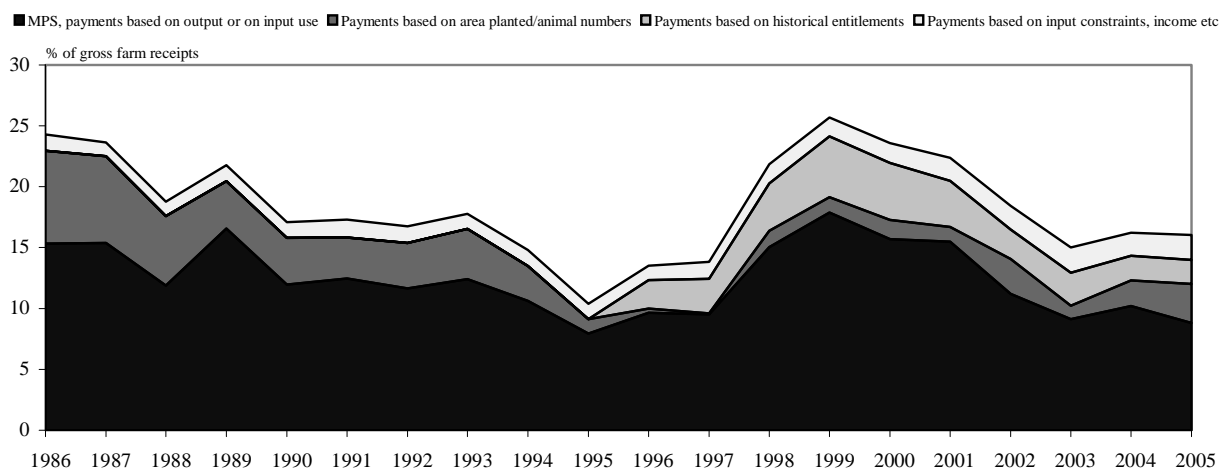 MPS, payments based on output or on input use Payments based on area planted/animal numbers Payments based on historical entitlements Payments based on input constraints, income etc
% of gross farm receipts
30
25
20
15
10
5
0
1986 1987 1988 1989 1990 1991 1992 1993 1994 1995 1996 1997 1998 1999 2000 2001 2002 2003 2004 2005